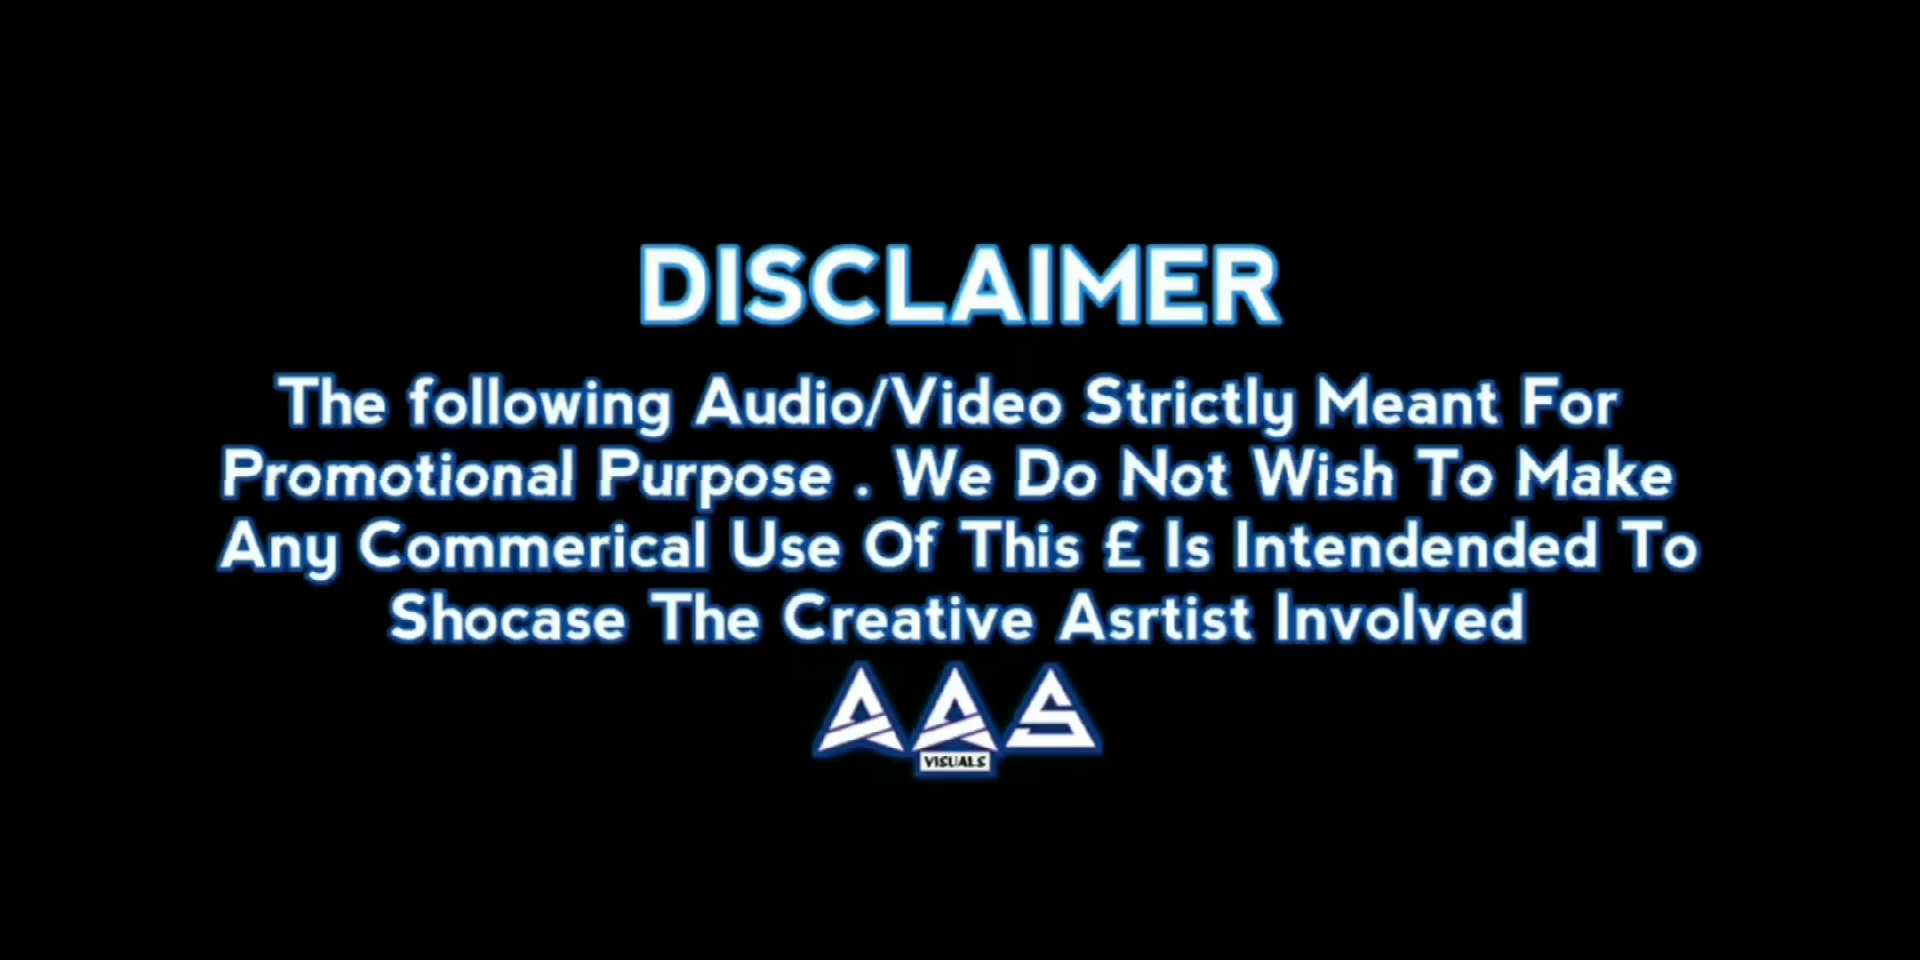 DISCLAIMER
The following Audio/Video Strictly Meant For
Promotional Purpose . We Do Not Wish To Make
Any Commerical Use Of This £ Is Intendended To
Shocase The Creative Asrtist Involved
AAS
VISUALS